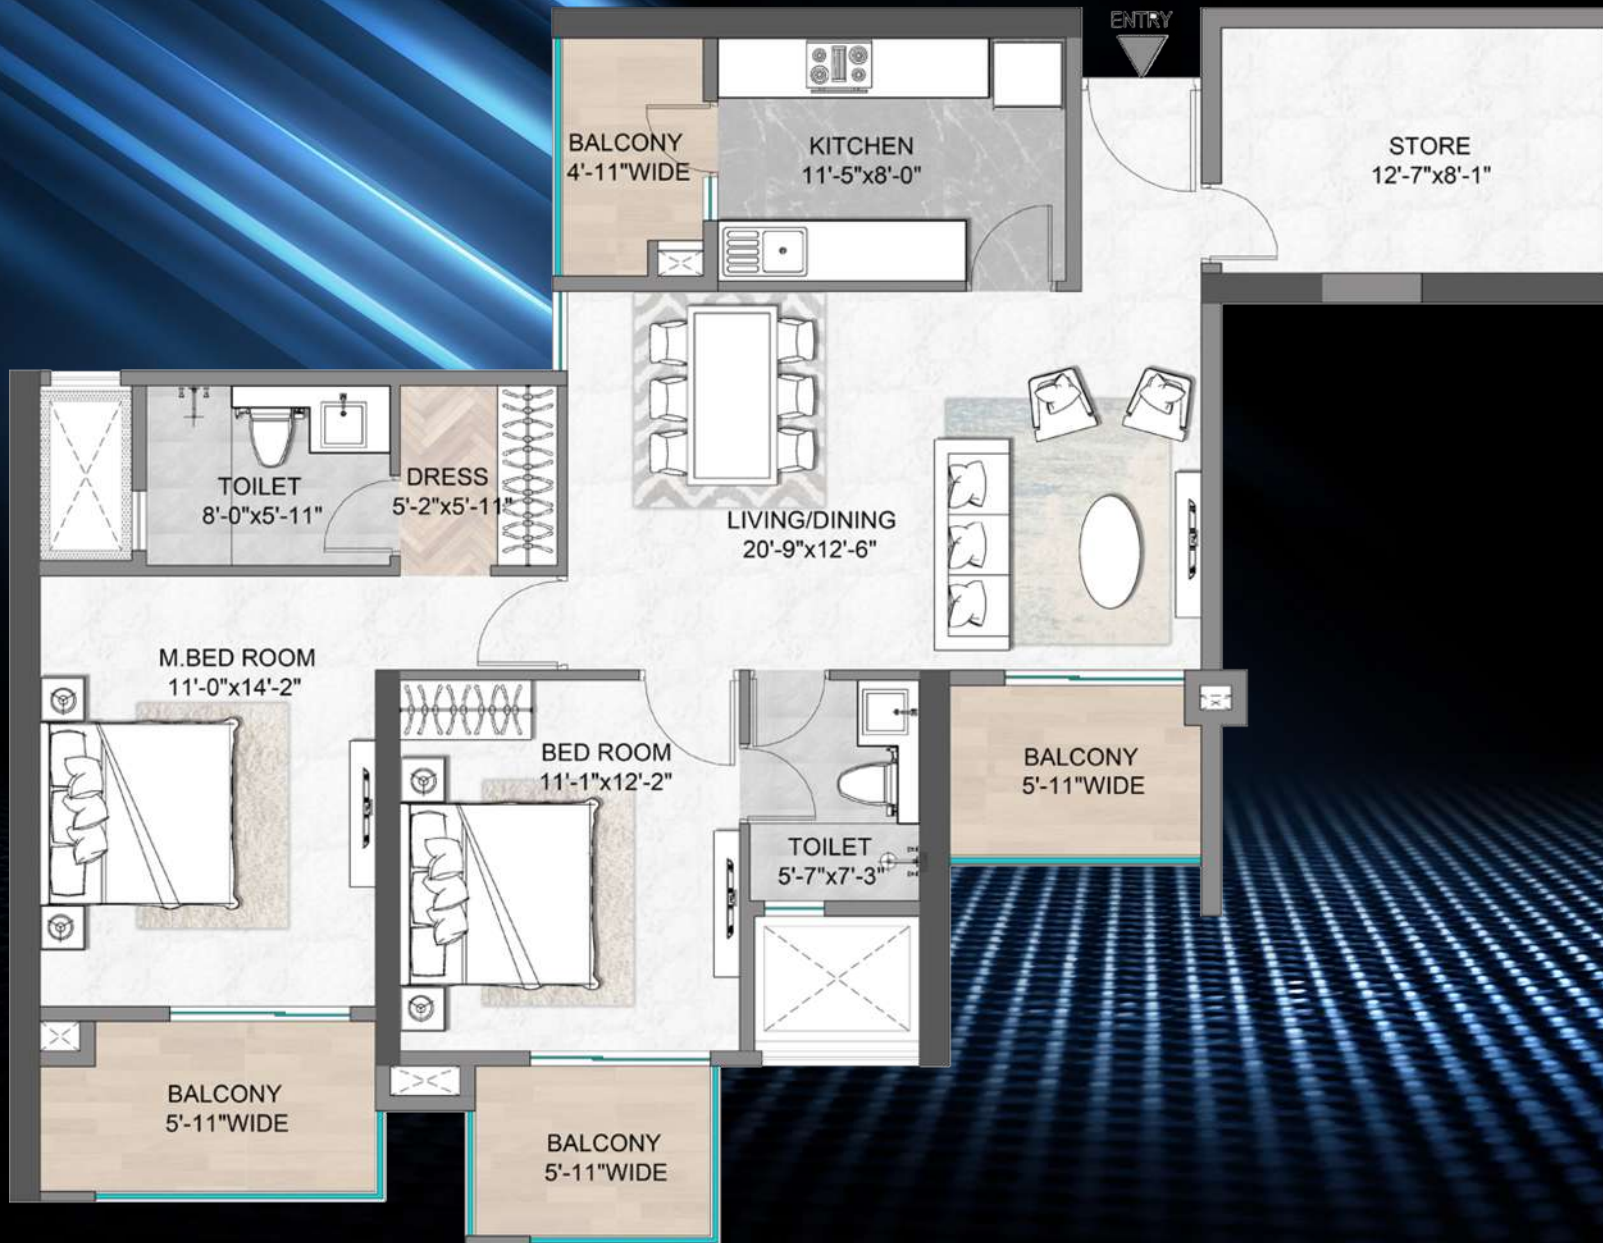 ENTRY
BALCONY
4'-11"WIDE
KITCHEN
11'-5"x8'-0"
STORE
12'-7"x8'-1"
TOILET
8'-0"x5'-11"
DRESS
5'-2"x5'-11"
LIVING/DINING
20'-9"x12'-6"
M.BED ROOM
11'-0"x14'-2"
BED ROOM
11'-1"x12'-2"
BALCONY
5'-11"WIDE
TOILET
5'-7"x7'-3"
BALCONY
5'-11"WIDE
BALCONY
5'-11"WIDE